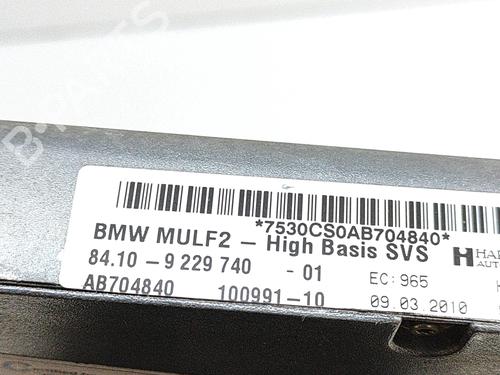 B-PARTS
*7530CS0AB704840*
BMW MULF2 – High Basis SVS
84.10 – 9 229 740 - 01
EC: 965
AB704840 100991-10
09.03.2010